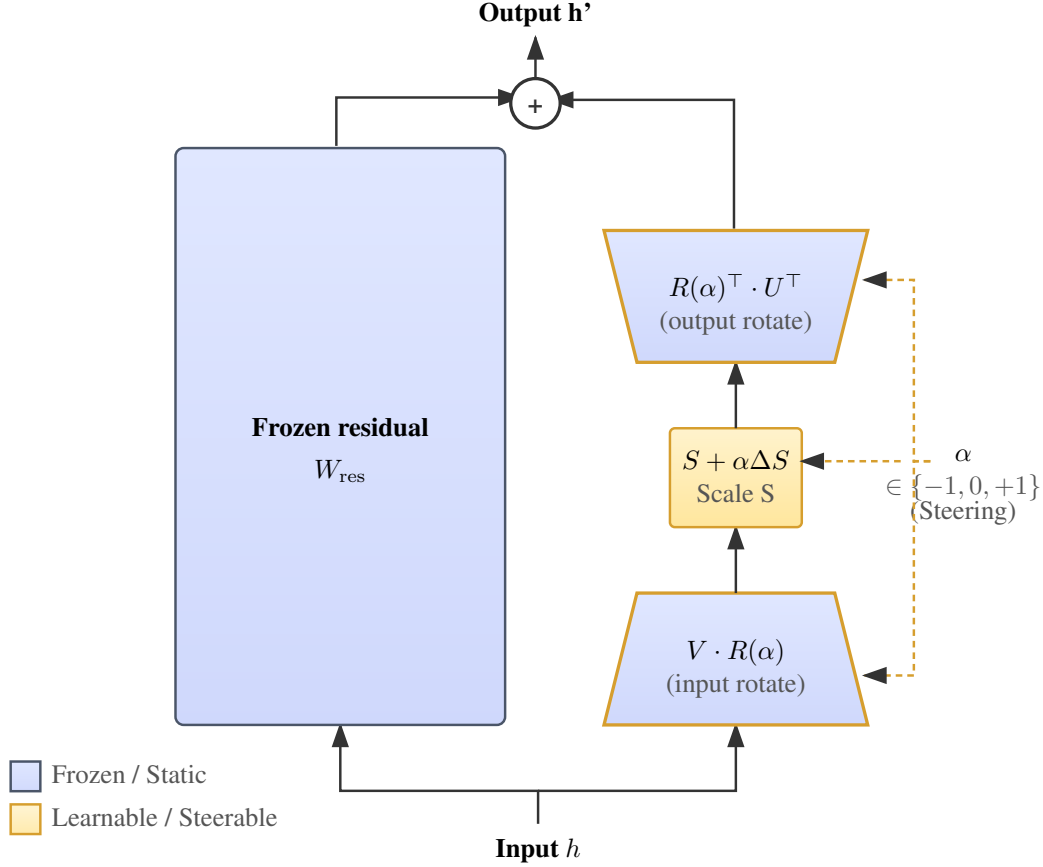 Output h’
+
R(α)⊤ · U⊤
(output rotate)
Frozen residual
W_res
S + αΔS
Scale S
α
∈ {−1, 0, +1}
(Steering)
V · R(α)
(input rotate)
Frozen / Static
Learnable / Steerable
Input h